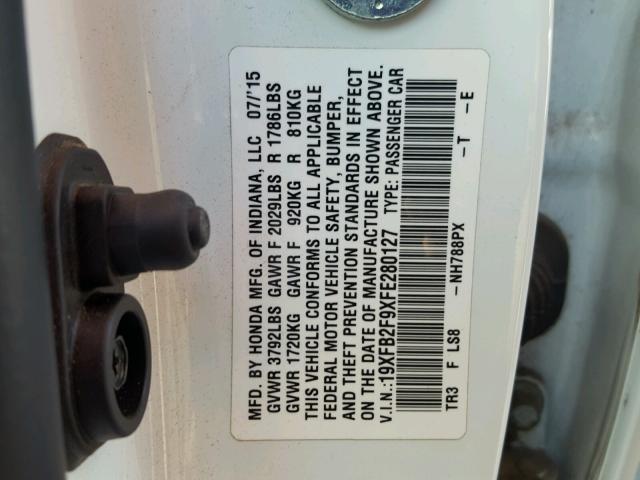 MFD. BY HONDA MFG. OF INDIANA, LLC 07/'15
GVWR 3792LBS GAWR F 2029LBS R 1786LBS
GVWR 1720KG GAWR F 920KG R 810KG
THIS VEHICLE CONFORMS TO ALL APPLICABLE
FEDERAL MOTOR VEHICLE SAFETY, BUMPER,
AND THEFT PREVENTION STANDARDS IN EFFECT
ON THE DATE OF MANUFACTURE SHOWN ABOVE.
V.I.N.:19XFB2F9XFE280127 TYPE: PASSENGER CAR
TR3 F LS8 -NH788PX -T -E